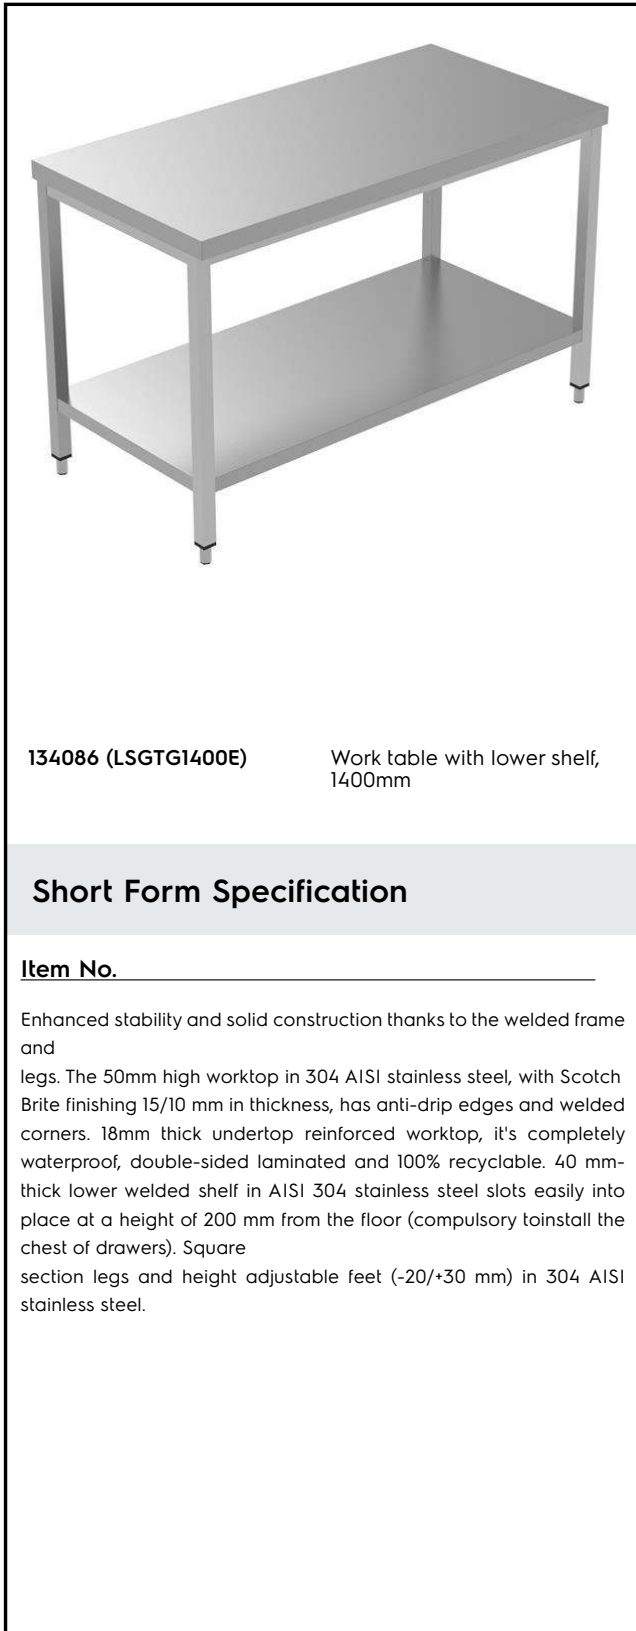 134086 (LSGTG1400E)
Work table with lower shelf,
1400mm
Short Form Specification
Item No.
Enhanced stability and solid construction thanks to the welded frame
and
legs. The 50mm high worktop in 304 AISI stainless steel, with Scotch
Brite finishing 15/10 mm in thickness, has anti-drip edges and welded
corners. 18mm thick undertop reinforced worktop, it's completely
waterproof, double-sided laminated and 100% recyclable. 40 mm-
thick lower welded shelf in AISI 304 stainless steel slots easily into
place at a height of 200 mm from the floor (compulsory toinstall the
chest of drawers). Square
section legs and height adjustable feet (-20/+30 mm) in 304 AISI
stainless steel.